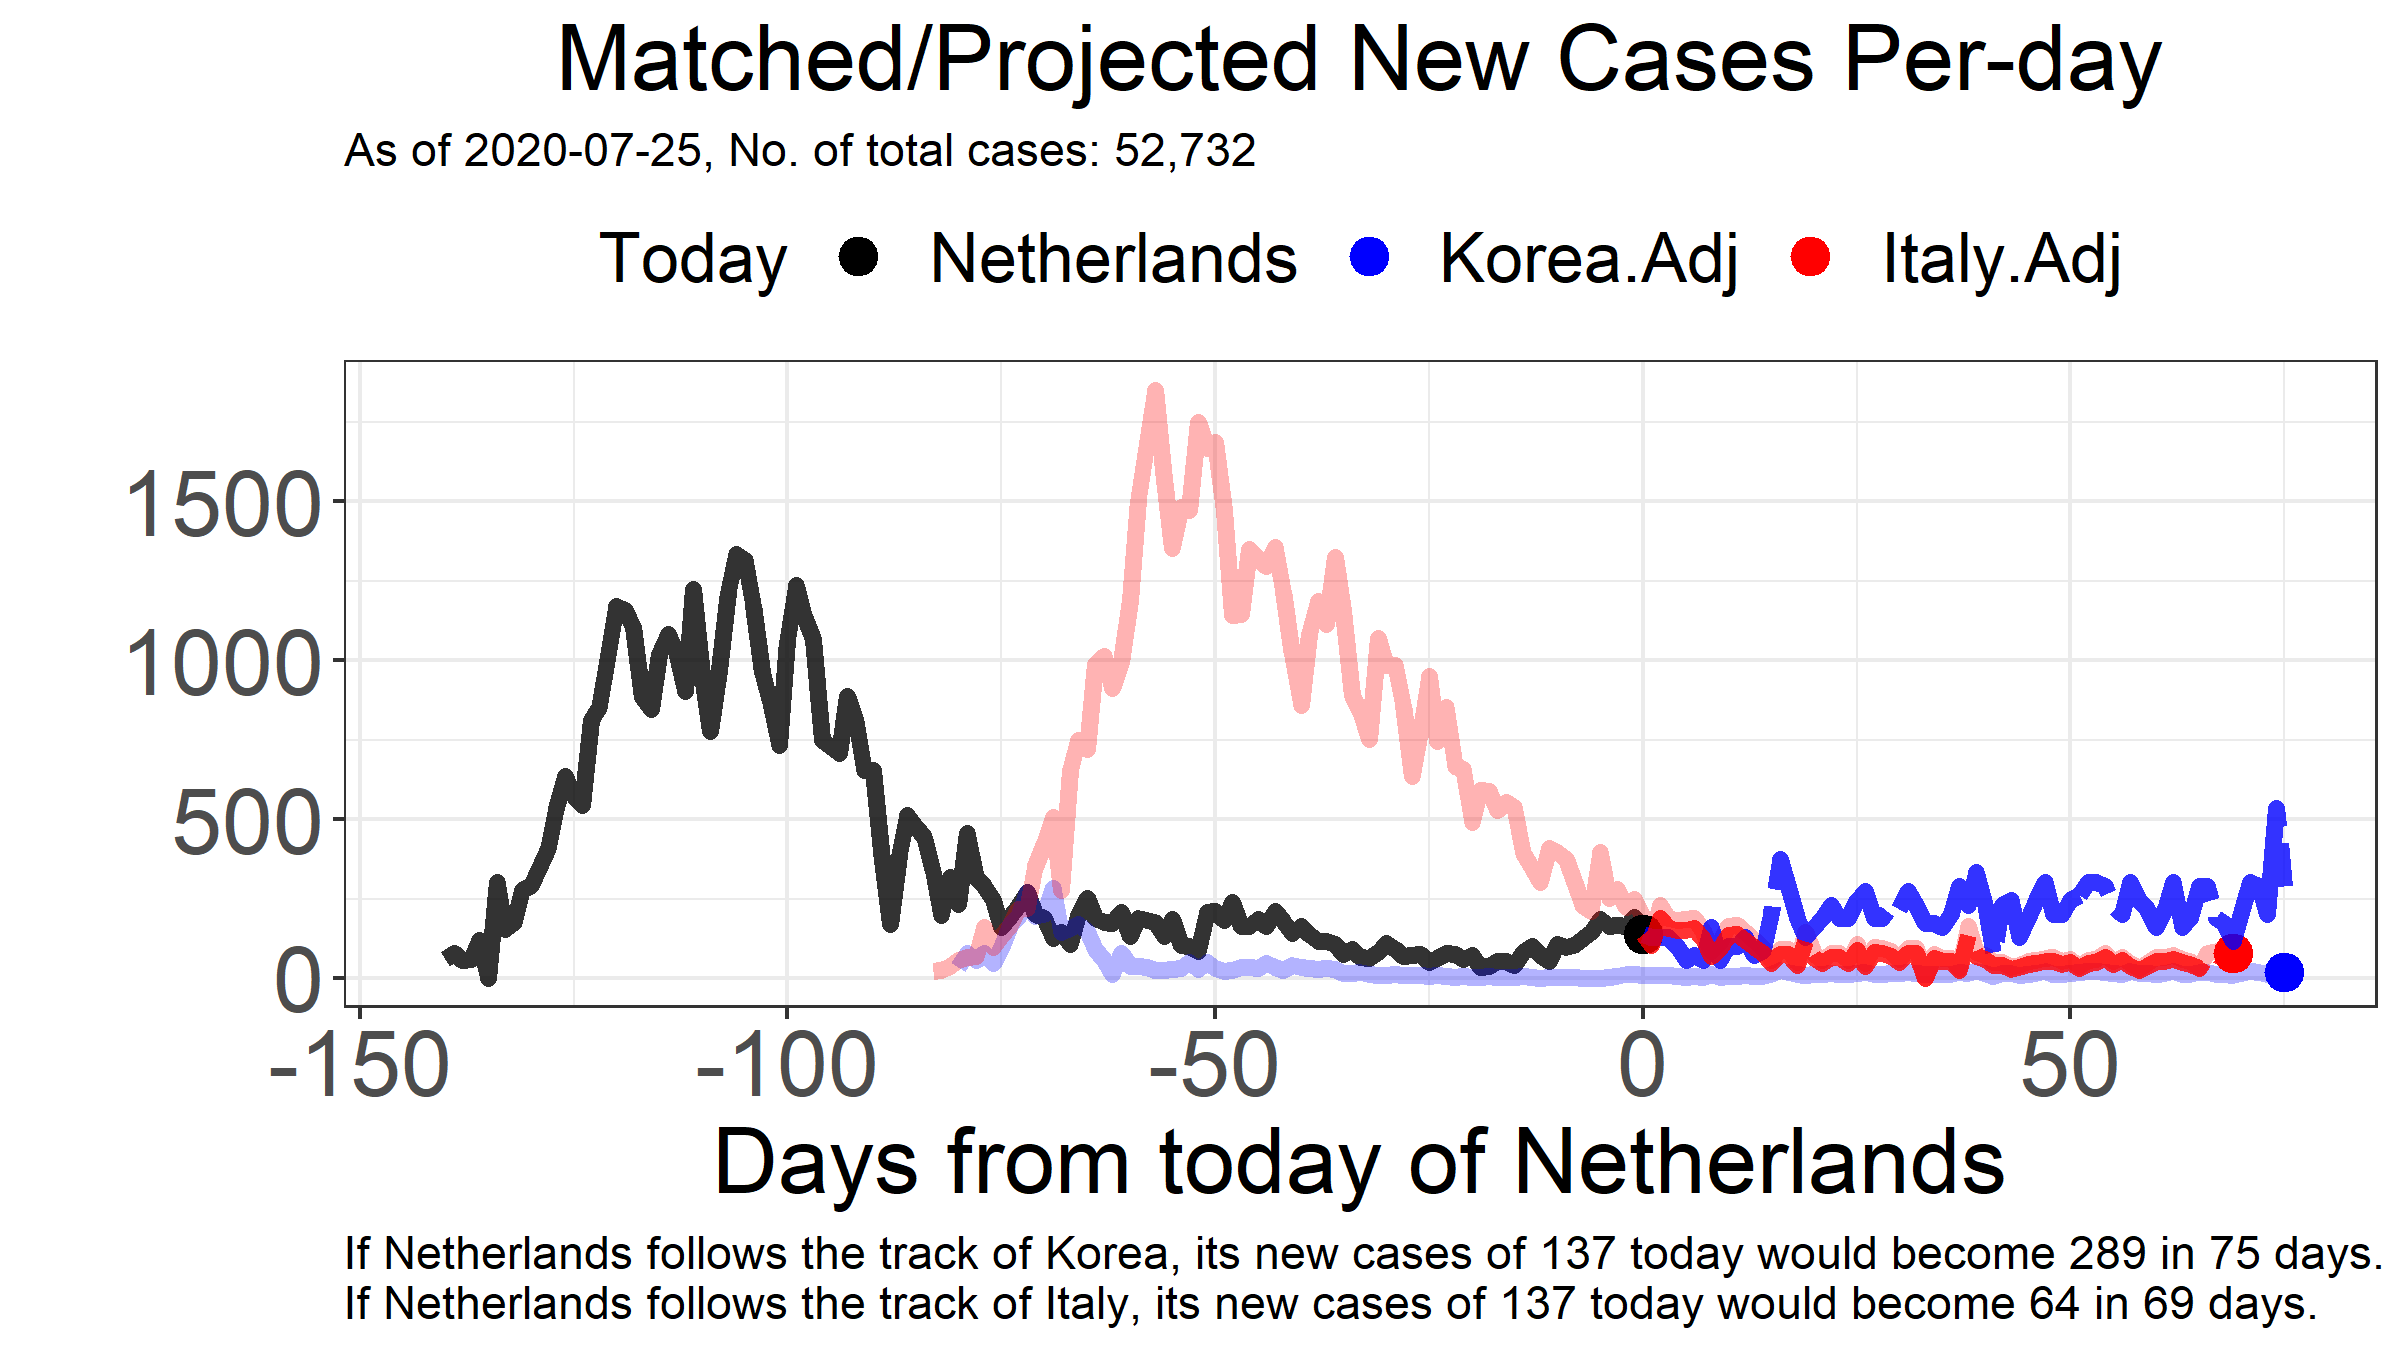 Matched/Projected New Cases Per-day
As of 2020-07-25, No. of total cases: 52,732
Today Netherlands Korea.Adj Italy.Adj
1500
1000
500
0
-150 -100 -50 0 50
Days from today of Netherlands
If Netherlands follows the track of Korea, its new cases of 137 today would become 289 in 75 days.
If Netherlands follows the track of Italy, its new cases of 137 today would become 64 in 69 days.